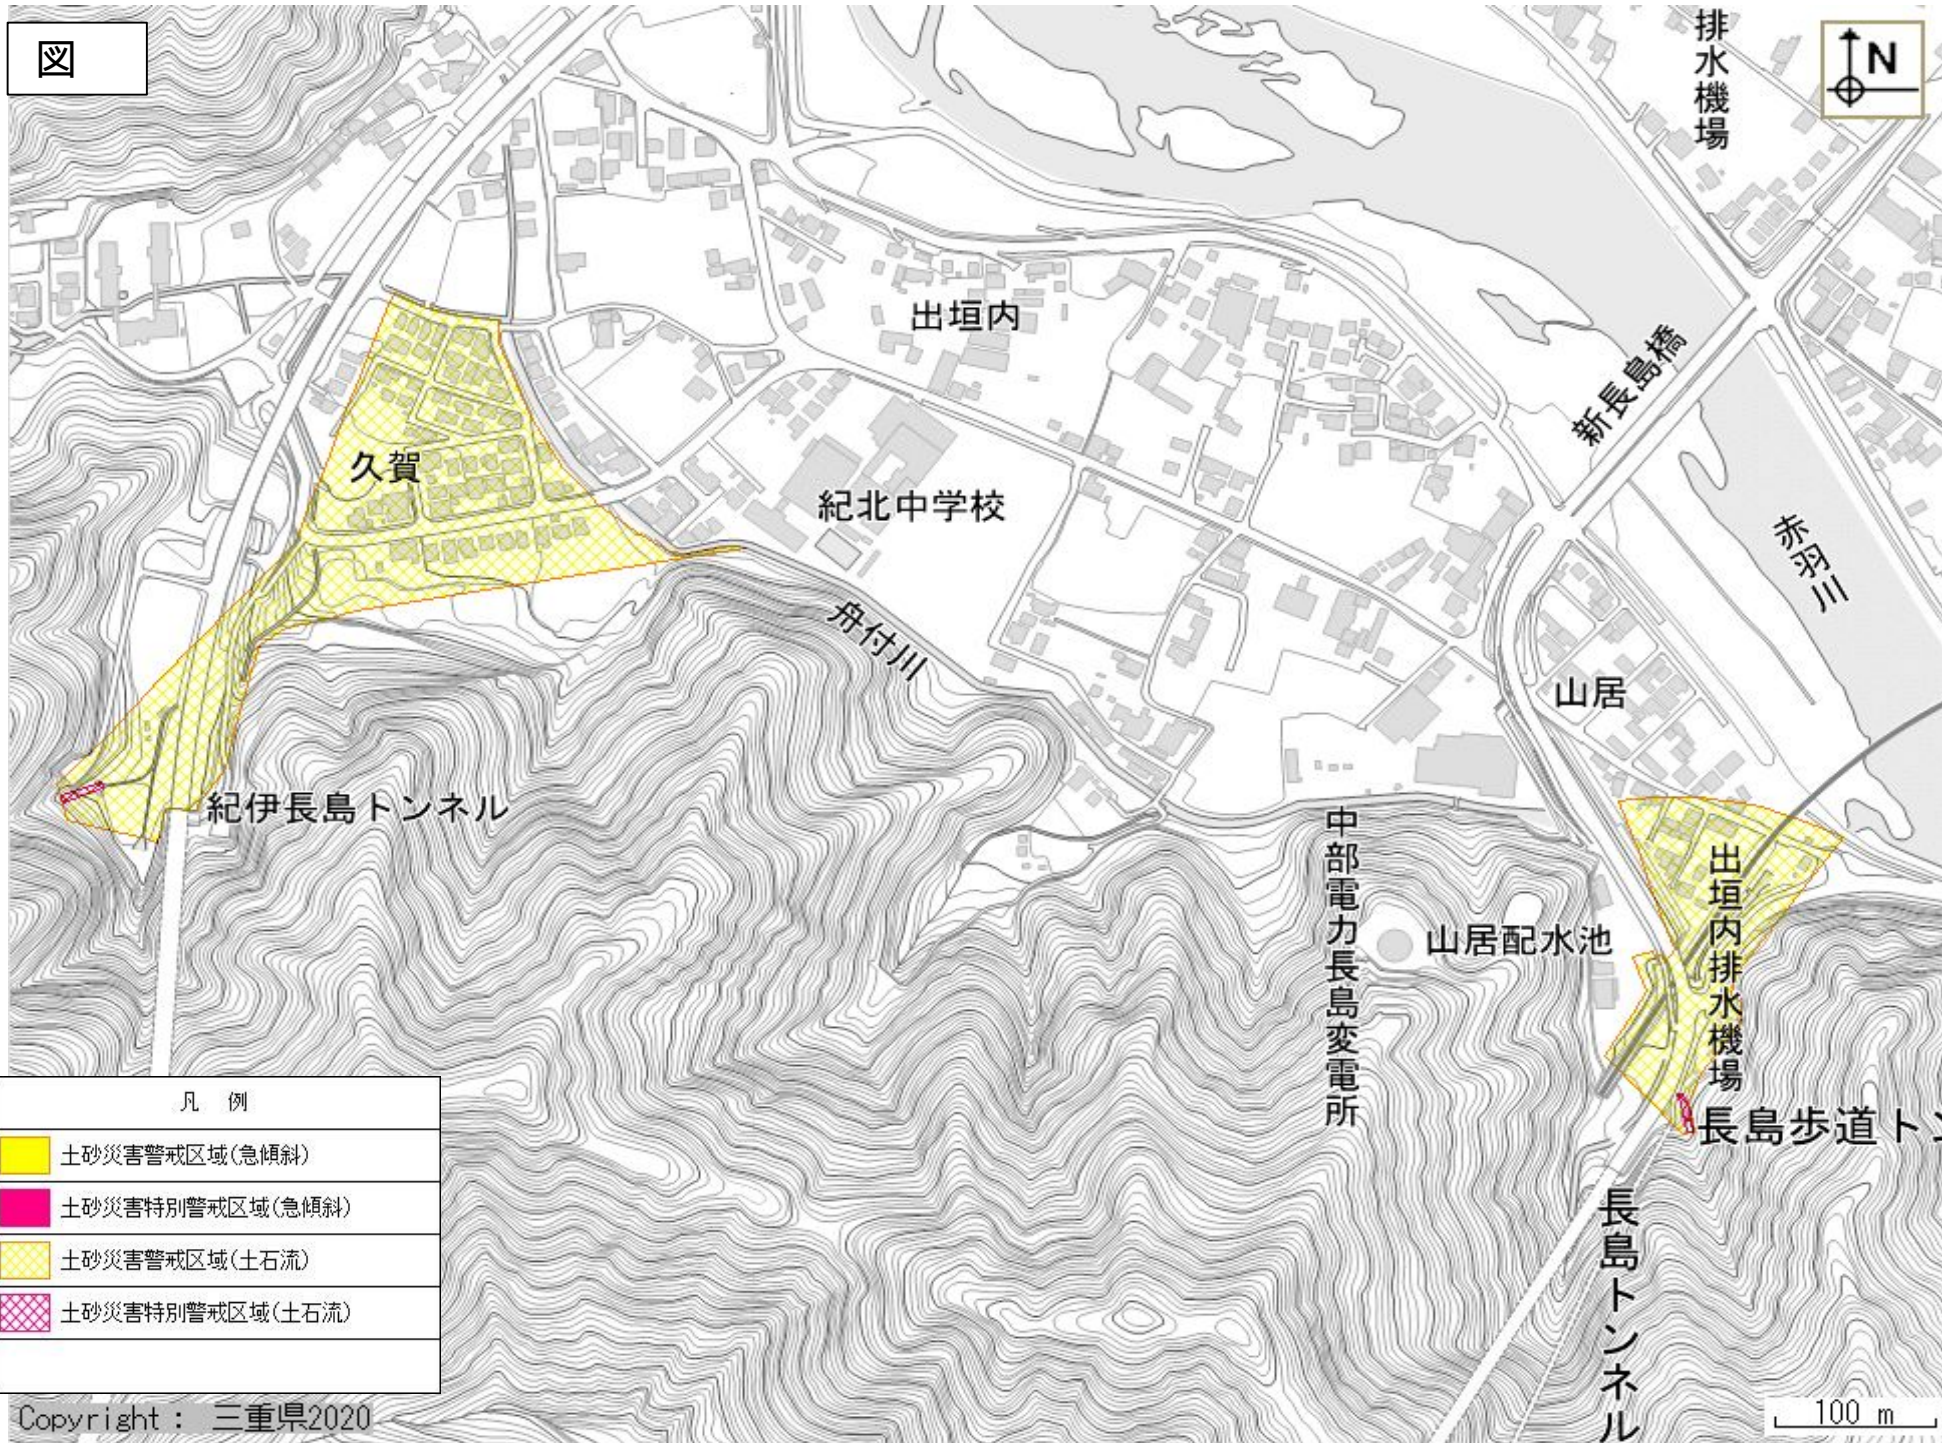 図
排水機場
N
出垣内
新長島橋
久賀
紀北中学校
赤羽川
舟付川
山居
紀伊長島トンネル
中部電力長島変電所
山居配水池
出垣内排水機場
長島歩道ト
長島トンネル
凡 例
土砂災害警戒区域(急傾斜)
土砂災害特別警戒区域(急傾斜)
土砂災害警戒区域(土石流)
土砂災害特別警戒区域(土石流)
Copyright : 三重県2020
100 m